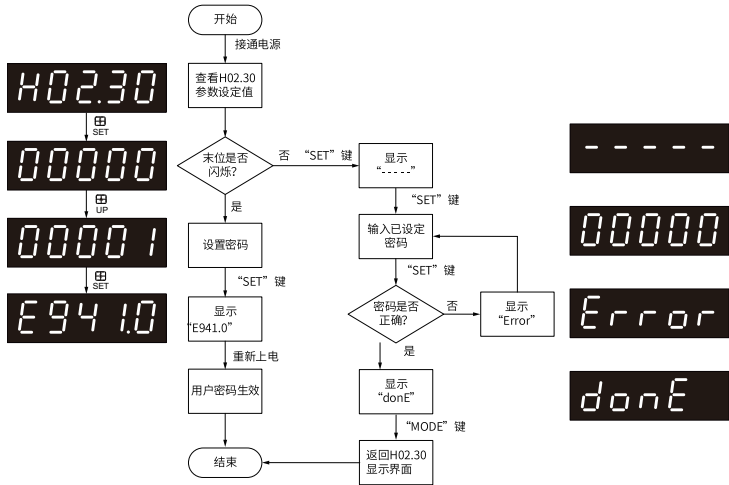 开始
接通电源
查看H02.30
参数设定值
末位是否
闪烁？
否 “SET”键
是
设置密码
“SET”键
显示
“E941.0”
重新上电
用户密码生效
结束
显示
“-----”
“SET”键
输入已设定
密码
“SET”键
密码是否
正确？
否
显示
“Error”
是
显示
“donE”
“MODE”键
返回H02.30
显示界面
H02.30
SET
00000
UP
00001
SET
E941.0
-----
00000
Error
donE